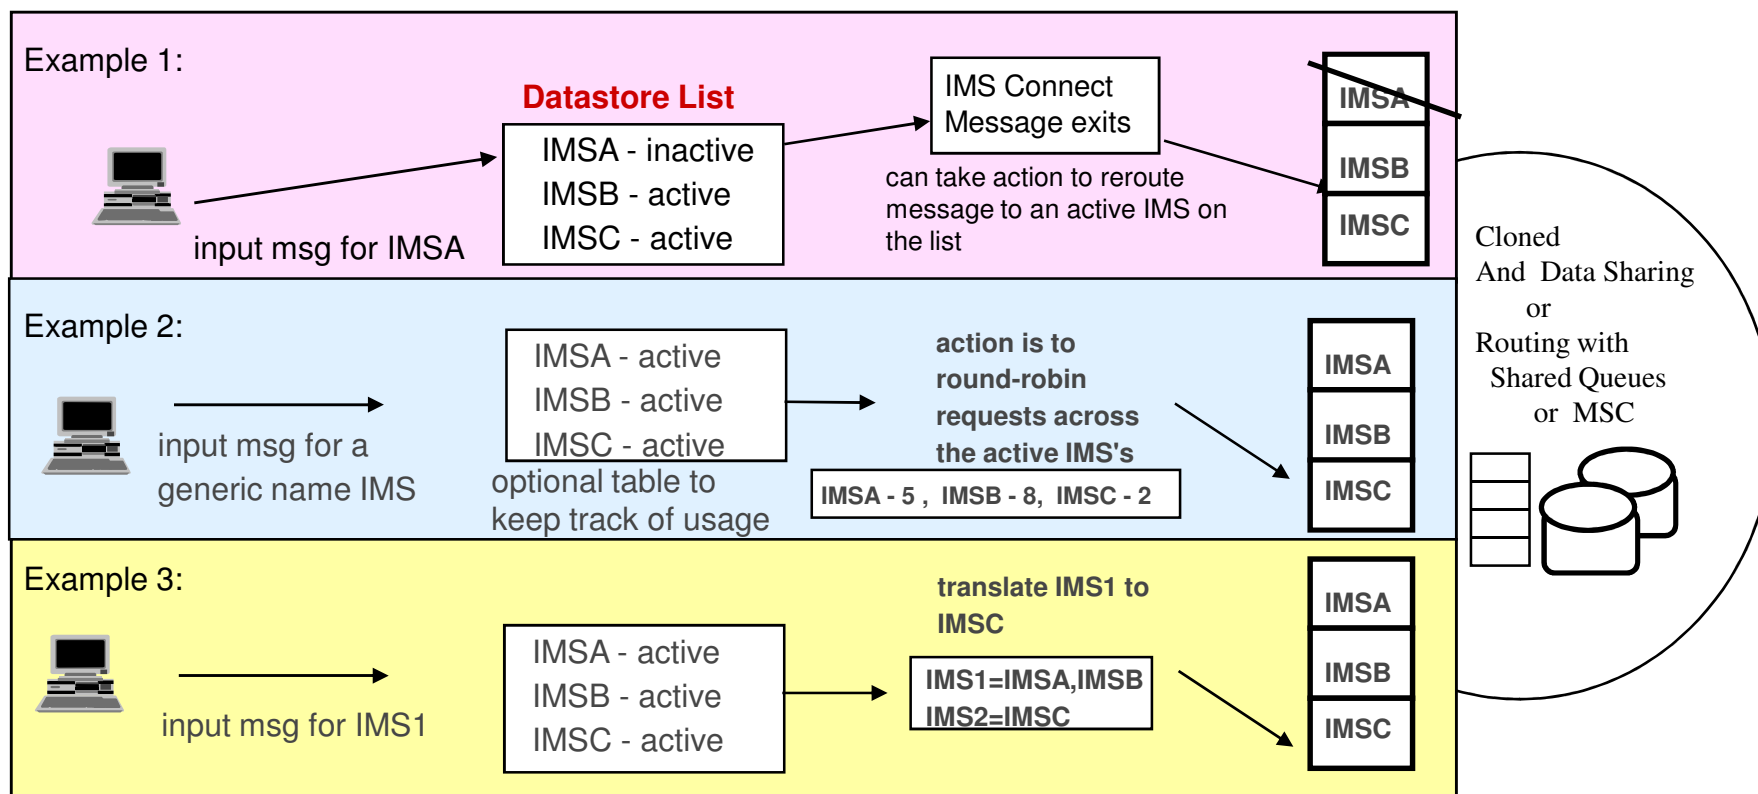 Example 1:
Datastore List
IMSA - inactive
IMSB - active
IMSC - active
input msg for IMSA
IMS Connect
Message exits
can take action to reroute
message to an active IMS on
the list
IMSA
IMSB
IMSC
Example 2:
input msg for a
generic name IMS
IMSA - active
IMSB - active
IMSC - active
optional table to
keep track of usage
action is to
round-robin
requests across
the active IMS's
IMSA - 5 , IMSB - 8, IMSC - 2
IMSA
IMSB
IMSC
Example 3:
input msg for IMS1
IMSA - active
IMSB - active
IMSC - active
translate IMS1 to
IMSC
IMS1=IMSA,IMSB
IMS2=IMSC
IMSA
IMSB
IMSC
Cloned
And Data Sharing
or
Routing with
Shared Queues
or MSC